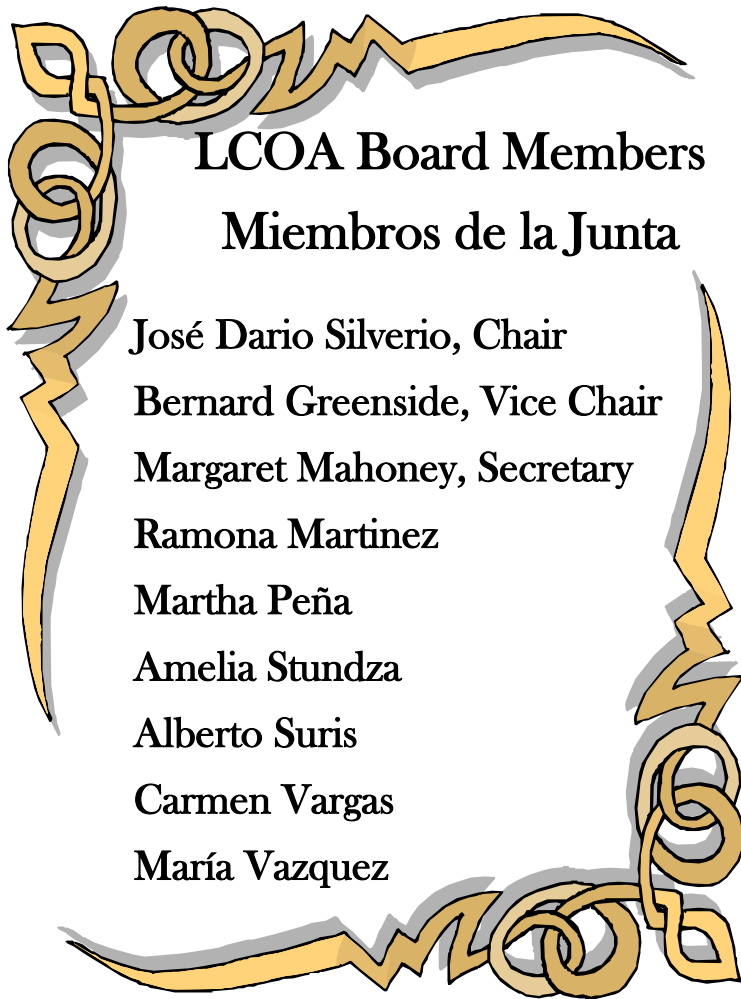 LCOA Board Members
Miembros de la Junta
José Dario Silverio, Chair
Bernard Greenside, Vice Chair
Margaret Mahoney, Secretary
Ramona Martinez
Martha Peña
Amelia Stundza
Alberto Suris
Carmen Vargas
María Vazquez